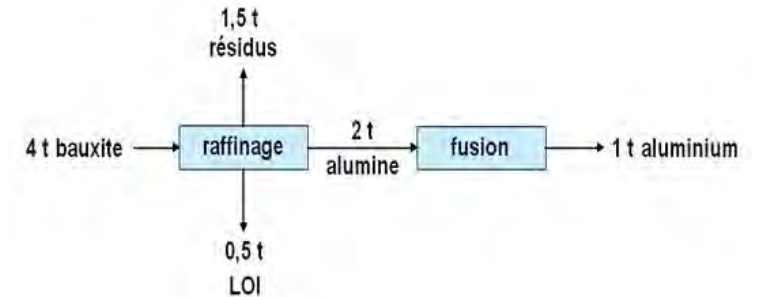 1,5 t
résidus
4 t bauxite
raffinage
2 t
alumine
fusion
1 t aluminium
0,5 t
LOI